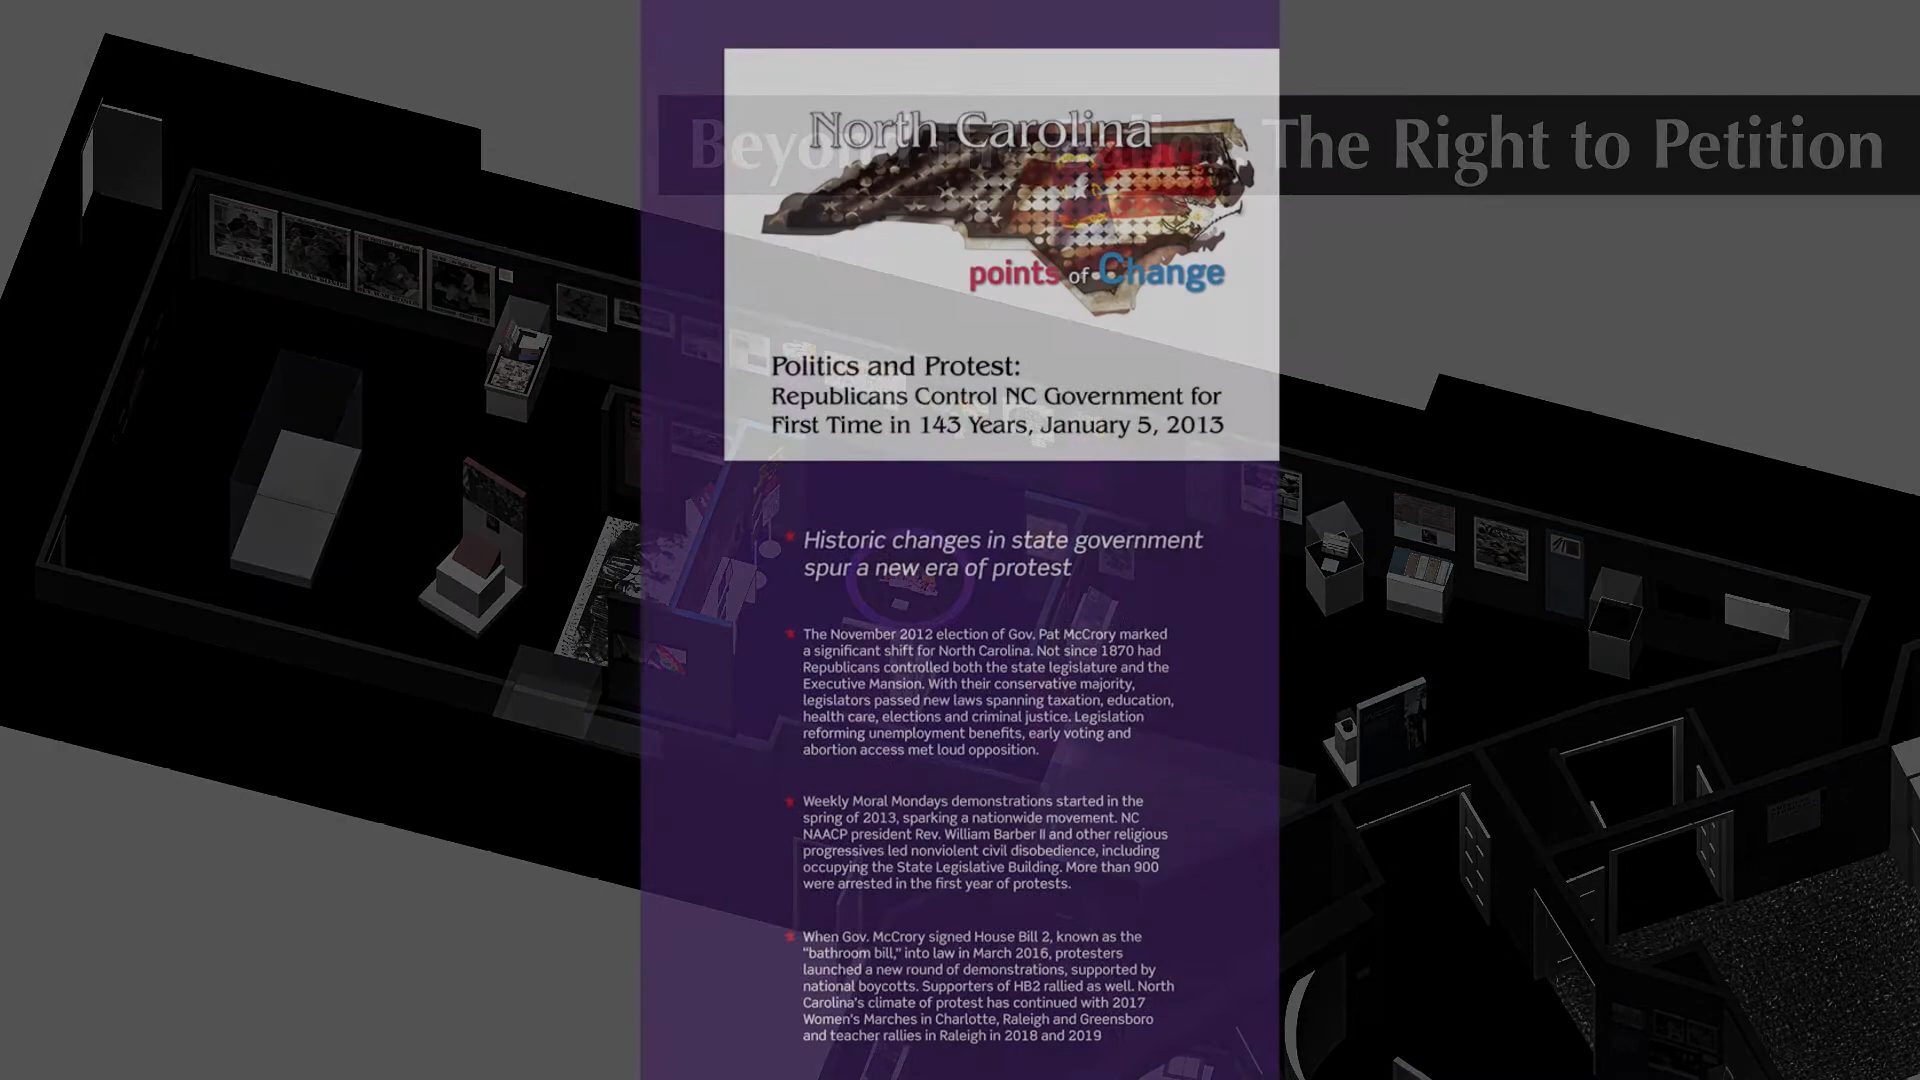 North Carolina
The Right to Petition
points of Change
Politics and Protest:
Republicans Control NC Government for
First Time in 143 Years, January 5, 2013
Historic changes in state government
spur a new era of protest
The November 2012 election of Gov. Pat McCrory marked
a significant shift for North Carolina. Not since 1870 had
Republicans controlled both the state legislature and the
Executive Mansion. With their conservative majority,
legislators passed new laws spanning taxation, education,
health care, elections and criminal justice. Legislation
reforming unemployment benefits, early voting and
abortion access met loud opposition.
Weekly Moral Mondays demonstrations started in the
spring of 2013, sparking a nationwide movement. NC
NAACP president Rev. William Barber II and other religious
progressives led nonviolent civil disobedience, including
occupying the State Legislative Building. More than 900
were arrested in the first year of protests.
When Gov. McCrory signed House Bill 2, known as the
"bathroom bill," into law in March 2016, protesters
launched a new round of demonstrations, supported by
national boycotts. Supporters of HB2 rallied as well. North
Carolina's climate of protest has continued with 2017
Women's Marches in Charlotte, Raleigh and Greensboro
and teacher rallies in Raleigh in 2018 and 2019